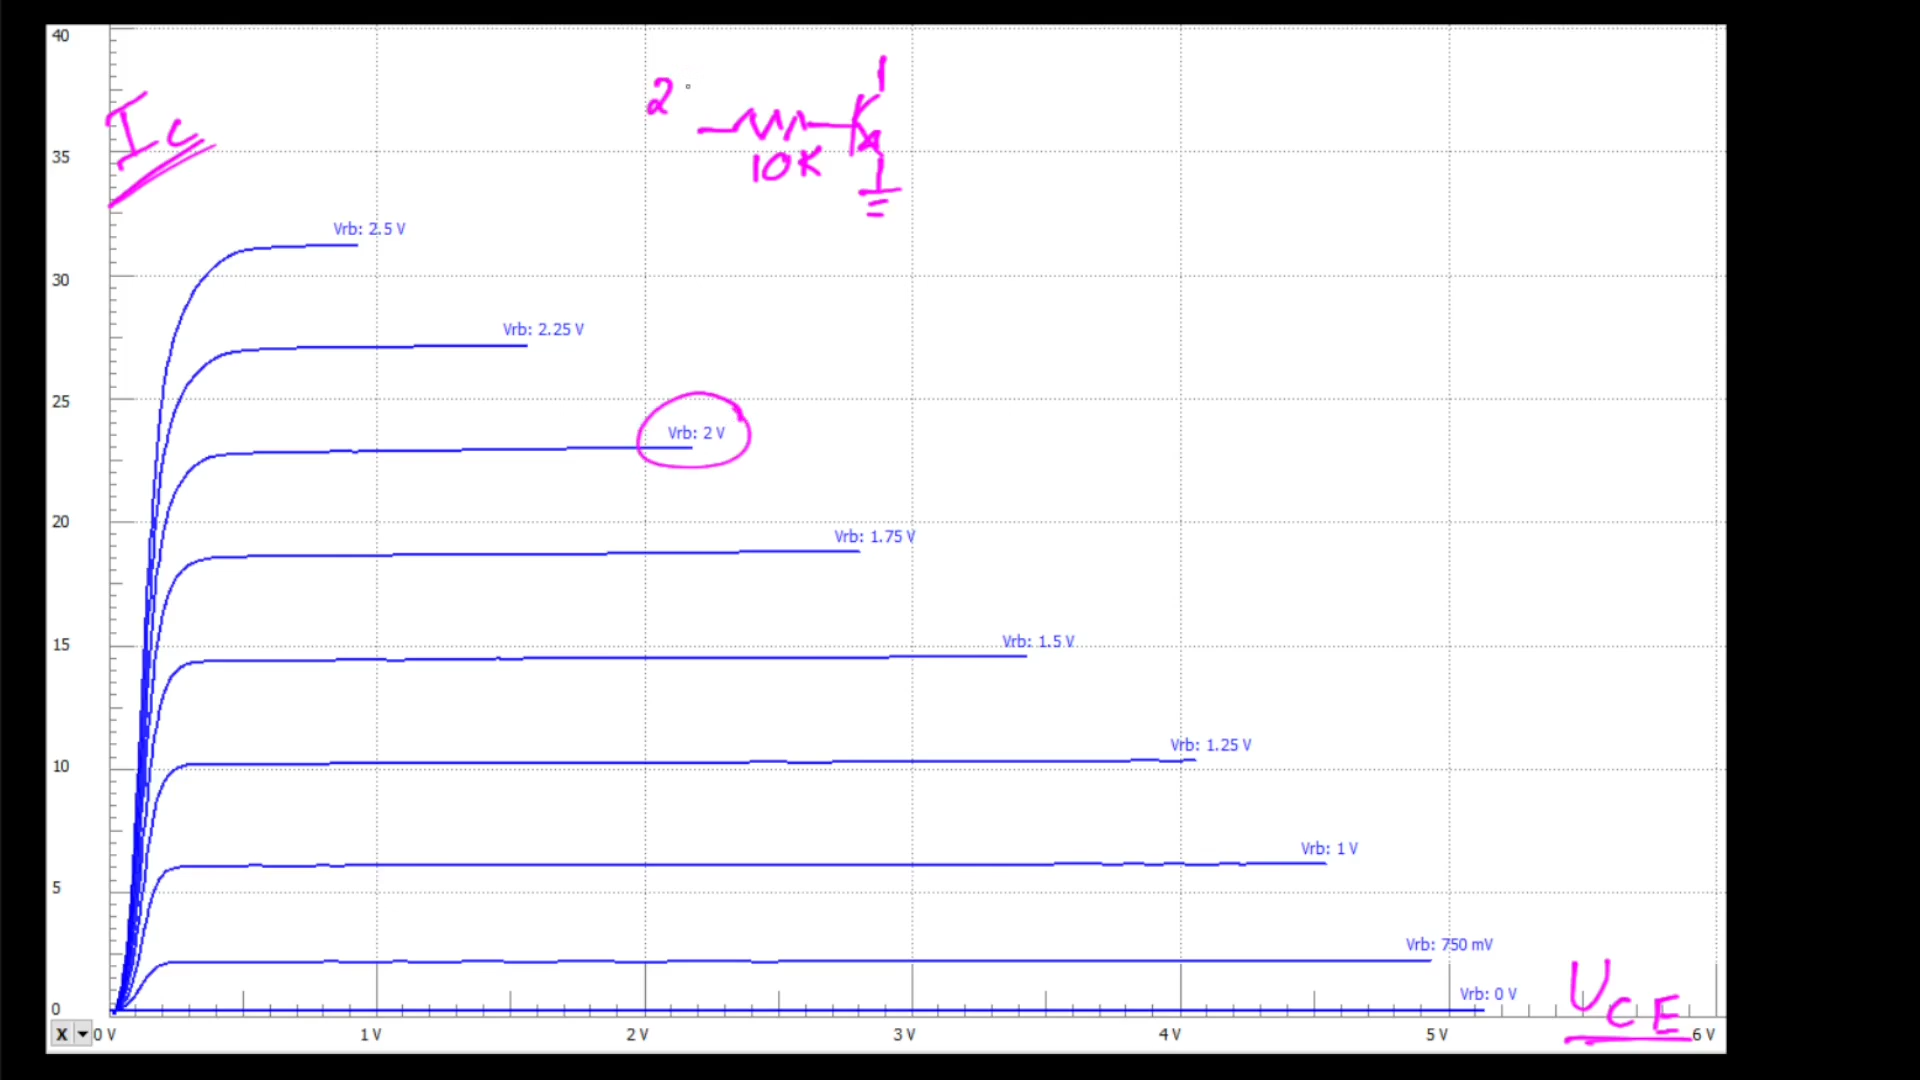 40
2
I C
35
10K
Vrb: 2.5 V
30
Vrb: 2.25 V
25
Vrb: 2 V
20
Vrb: 1.75 V
15
Vrb: 1.5 V
Vrb: 1.25 V
10
Vrb: 1 V
5
Vrb: 750 mV
Vrb: 0 V
U C E
0
X 0 V 1 V 2 V 3 V 4 V 5 V 6 V